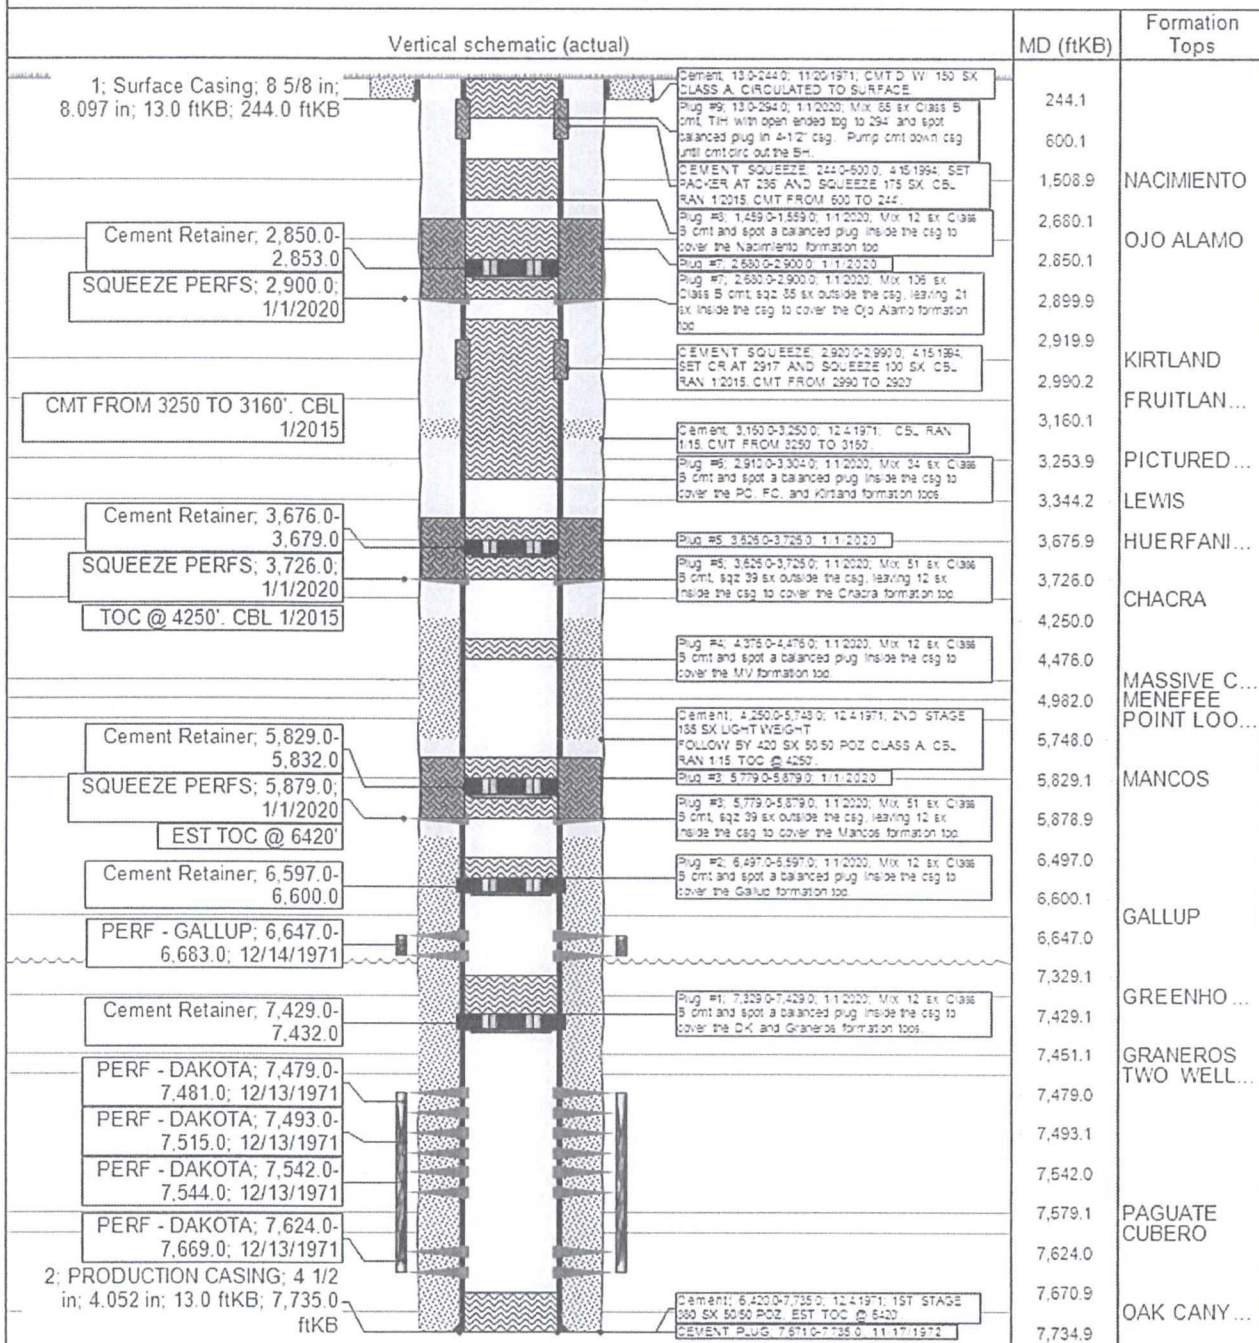 Vertical schematic (actual)
MD (ftKB)
Formation
Tops
1; Surface Casing; 8 5/8 in;
8.097 in; 13.0 ftKB; 244.0 ftKB
Cement Retainer; 2,850.0-
2,853.0
SQUEEZE PERFS; 2,900.0;
1/1/2020
CMT FROM 3250 TO 3160'. CBL
1/2015
Cement Retainer; 3,676.0-
3,679.0
SQUEEZE PERFS; 3,726.0;
1/1/2020
TOC @ 4250'. CBL 1/2015
Cement Retainer; 5,829.0-
5,832.0
SQUEEZE PERFS; 5,879.0;
1/1/2020
EST TOC @ 6420'
Cement Retainer; 6,597.0-
6,600.0
PERF - GALLUP; 6,647.0-
6,683.0; 12/14/1971
Cement Retainer; 7,429.0-
7,432.0
PERF - DAKOTA; 7,479.0-
7,481.0; 12/13/1971
PERF - DAKOTA; 7,493.0-
7,515.0; 12/13/1971
PERF - DAKOTA; 7,542.0-
7,544.0; 12/13/1971
PERF - DAKOTA; 7,624.0-
7,669.0; 12/13/1971
2; PRODUCTION CASING; 4 1/2
in; 4.052 in; 13.0 ftKB; 7,735.0
ftKB
Cement; 13.0-244.0; 11/20/1971; CMT'D W/ 150 SX
CLASS A. CIRCULATED TO SURFACE.
Plug #9; 13.0-294.0; 1/1/2020; Mix 85 sx Class B
cmt, TIH with open ended tbg to 294' and spot
balanced plug in 4-1/2" csg. Pump cmt down csg
until cmt circ out the BH.
CEMENT SQUEEZE; 244.0-600.0; 4/15/1994; SET
PACKER AT 236' AND SQUEEZE 175 SX. CBL
RAN 1/2015. CMT FROM 600 TO 244'.
Plug #8; 1,459.0-1,559.0; 1/1/2020; Mix 12 sx Class
B cmt and spot a balanced plug inside the csg to
cover the Nacimiento formation top.
Plug #7; 2,680.0-2,900.0; 1/1/2020
Plug #7; 2,680.0-2,900.0; 1/1/2020; Mix 106 sx
Class B cmt, sqz 85 sx outside the csg, leaving 21
sx inside the csg to cover the Ojo Alamo formation
top.
CEMENT SQUEEZE; 2,920.0-2,990.0; 4/15/1994;
SET CR AT 2917' AND SQUEEZE 100 SX. CBL
RAN 1/2015. CMT FROM 2990 TO 2920'
Cement; 3,160.0-3,250.0; 12/4/1971; CBL RAN
1/15. CMT FROM 3250' TO 3160'.
Plug #6; 2,910.0-3,304.0; 1/1/2020; Mix 34 sx Class
B cmt and spot a balanced plug inside the csg to
cover the PC, FC, and Kirtland formation tops.
Plug #5; 3,625.0-3,725.0; 1/1/2020
Plug #5; 3,625.0-3,725.0; 1/1/2020; Mix 51 sx Class
B cmt, sqz 39 sx outside the csg, leaving 12 sx
inside the csg to cover the Chacra formation top.
Plug #4; 4,376.0-4,476.0; 1/1/2020; Mix 12 sx Class
B cmt and spot a balanced plug inside the csg to
cover the MV formation top.
Cement; 4,250.0-5,748.0; 12/4/1971; 2ND STAGE
185 SX LIGHT WEIGHT
FOLLOW BY 420 SX 50/50 POZ CLASS A. CBL
RAN 1/15. TOC @ 4250'.
Plug #3; 5,779.0-5,879.0; 1/1/2020
Plug #3; 5,779.0-5,879.0; 1/1/2020; Mix 51 sx Class
B cmt, sqz 39 sx outside the csg, leaving 12 sx
inside the csg to cover the Mancos formation top.
Plug #2; 6,497.0-6,597.0; 1/1/2020; Mix 12 sx Class
B cmt and spot a balanced plug inside the csg to
cover the Gallup formation top.
Plug #1; 7,329.0-7,429.0; 1/1/2020; Mix 12 sx Class
B cmt and spot a balanced plug inside the csg to
cover the DK and Graneros formation tops.
Cement; 6,420.0-7,735.0; 12/4/1971; 1ST STAGE
380 SX 50/50 POZ. EST TOC @ 6420'
CEMENT PLUG; 7,671.0-7,735.0; 11/17/1972
244.1
600.1
1,508.9
2,680.1
2,850.1
2,899.9
2,919.9
2,990.2
3,160.1
3,253.9
3,344.2
3,675.9
3,726.0
4,250.0
4,476.0
4,982.0
5,748.0
5,829.1
5,878.9
6,497.0
6,600.1
6,647.0
7,329.1
7,429.1
7,451.1
7,479.0
7,493.1
7,542.0
7,579.1
7,624.0
7,670.9
7,734.9
NACIMIENTO
OJO ALAMO
KIRTLAND
FRUITLAN...
PICTURED ...
LEWIS
HUERFANI...
CHACRA
MASSIVE C...
MENEFEE
POINT LOO...
MANCOS
GALLUP
GREENHO ...
GRANEROS
TWO WELL...
PAGUATE
CUBERO
OAK CANY...